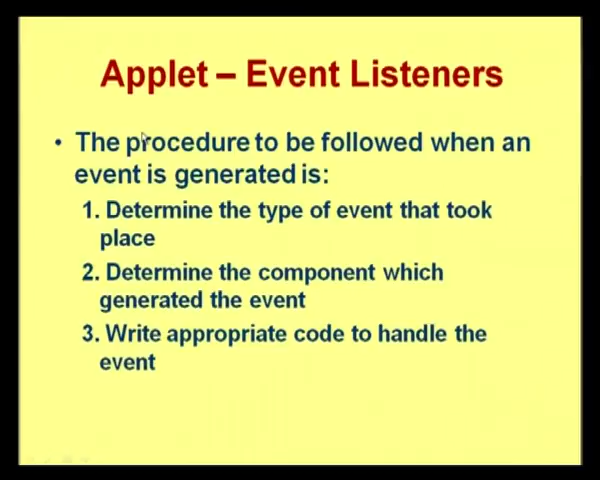 Applet – Event Listeners
• The procedure to be followed when an
event is generated is:
1. Determine the type of event that took
place
2. Determine the component which
generated the event
3. Write appropriate code to handle the
event